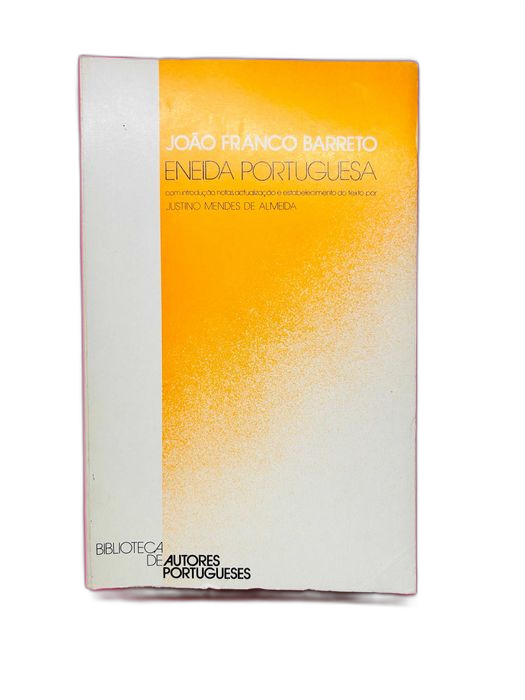 JOÃO FRANCO BARRETO
ENEIDA PORTUGUESA
com introdução, notas, actualização e estabelecimento do texto por
JUSTINO MENDES DE ALMEIDA
BIBLIOTECA
DE AUTORES
PORTUGUESES